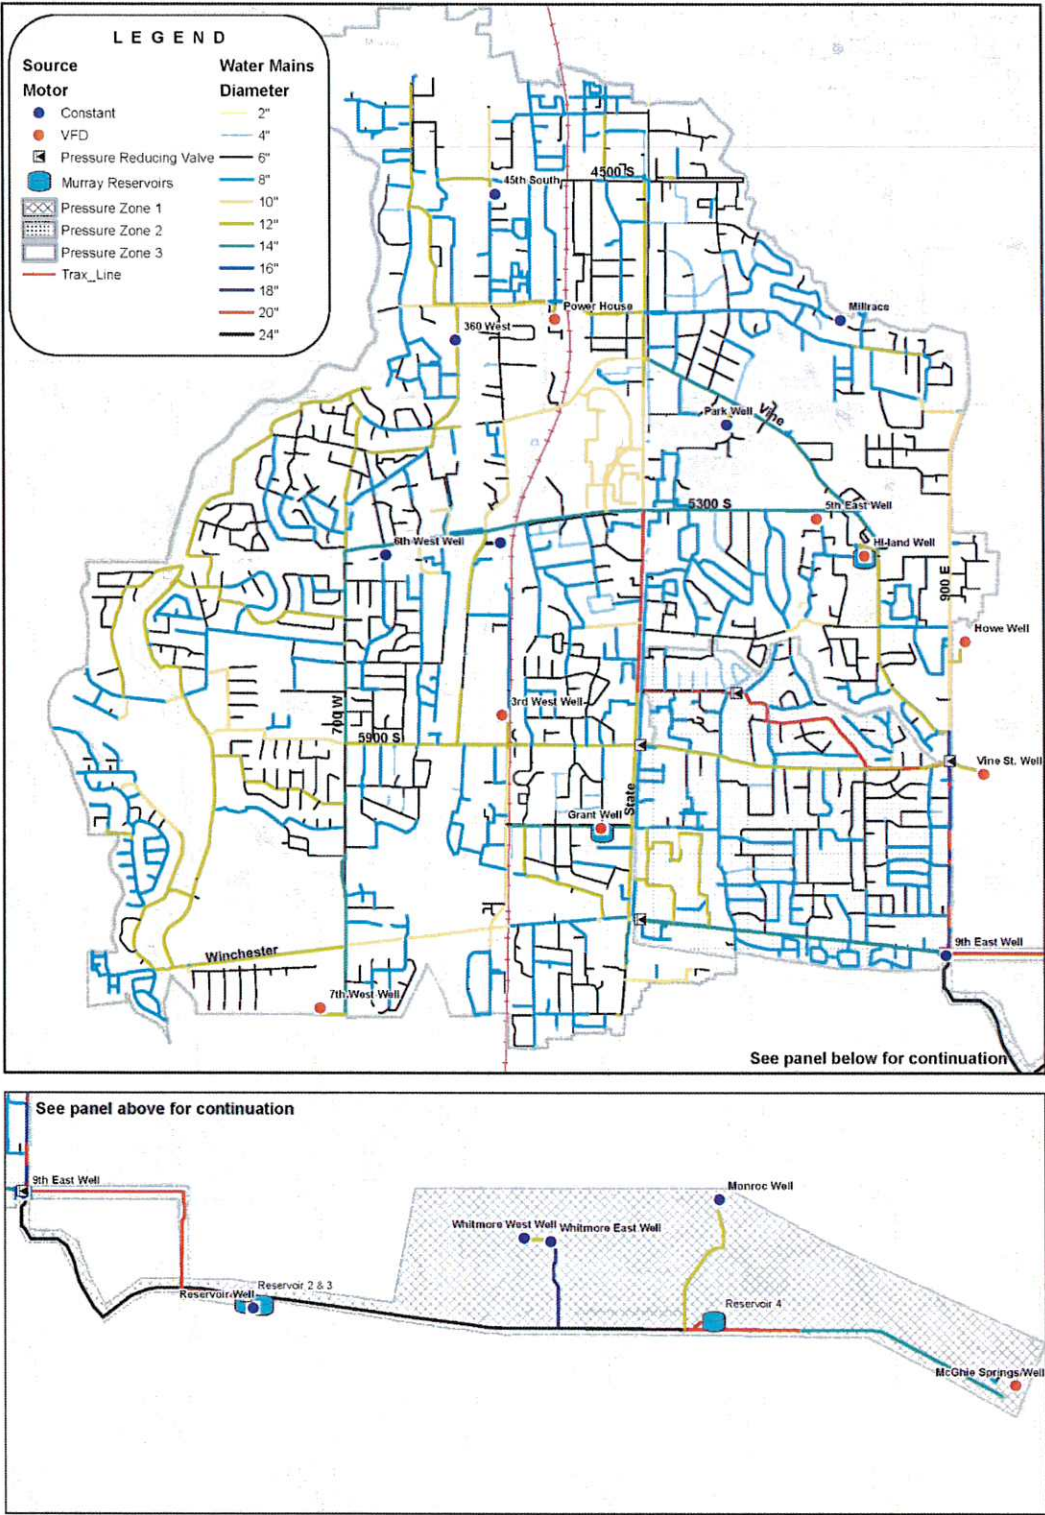 LEGEND
Source
Motor
Constant
VFD
Pressure Reducing Valve
Murray Reservoirs
Pressure Zone 1
Pressure Zone 2
Pressure Zone 3
Trax_Line
Water Mains
Diameter
2"
4"
6"
8"
10"
12"
14"
16"
18"
20"
24"
4500 S
45th South
Power House
Millrace
360 West
Park Well
Vine
5300 S
5th East Well
6th West Well
Hi-land Well
900 E
Howe Well
3rd West Well
700 W
5900 S
Vine St. Well
State
Grant Well
9th East Well
Winchester
7th West Well
See panel below for continuation
See panel above for continuation
9th East Well
Monroc Well
Whitmore West Well
Whitmore East Well
Reservoir 2 & 3
Reservoir Well
Reservoir 4
McGhie Springs/Well